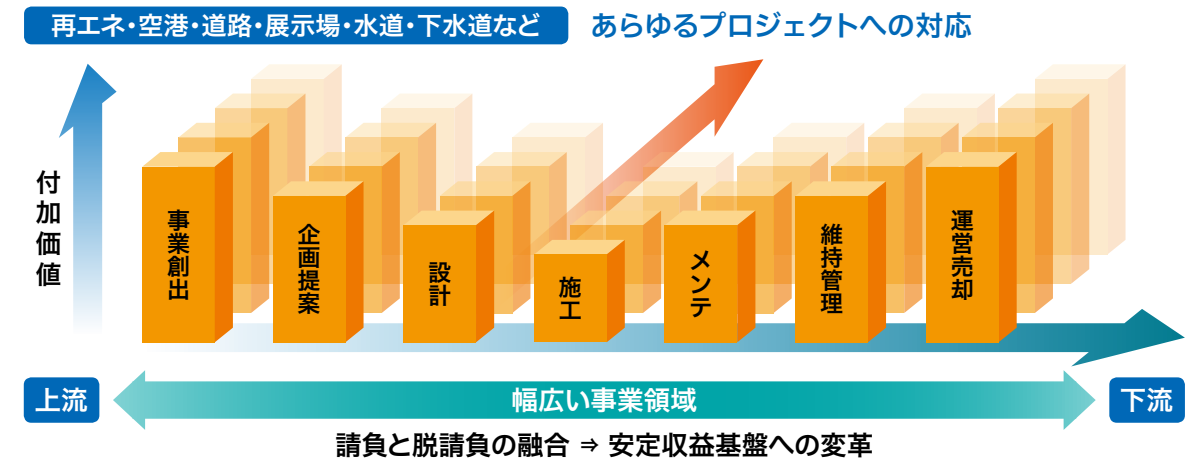 再エネ・空港・道路・展示場・水道・下水道など
あらゆるプロジェクトへの対応
付加価値
事業創出
企画提案
設計
施工
メンテ
維持管理
運営売却
上流
幅広い事業領域
下流
請負と脱請負の融合 ⇒ 安定収益基盤への変革